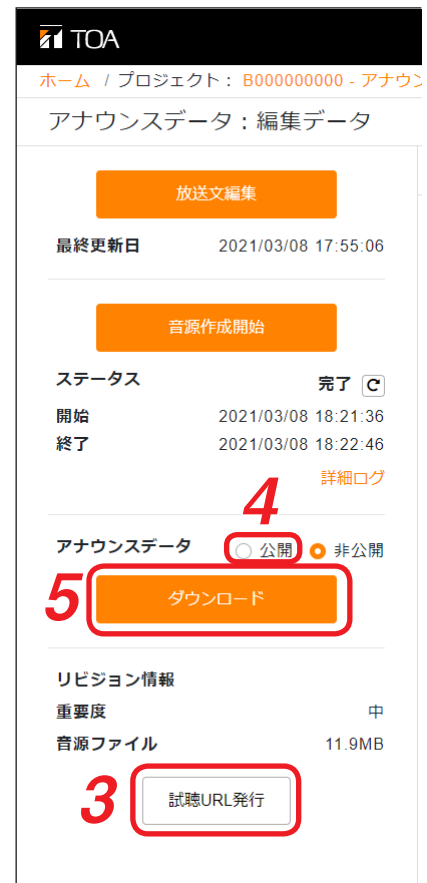 TOA
ホーム / プロジェクト： B000000000 - アナウン
アナウンスデータ：編集データ
放送文編集
最終更新日 2021/03/08 17:55:06
音源作成開始
ステータス 完了
開始 2021/03/08 18:21:36
終了 2021/03/08 18:22:46
詳細ログ
4
アナウンスデータ 公開 非公開
5 ダウンロード
リビジョン情報
重要度 中
音源ファイル 11.9MB
3 試聴URL発行